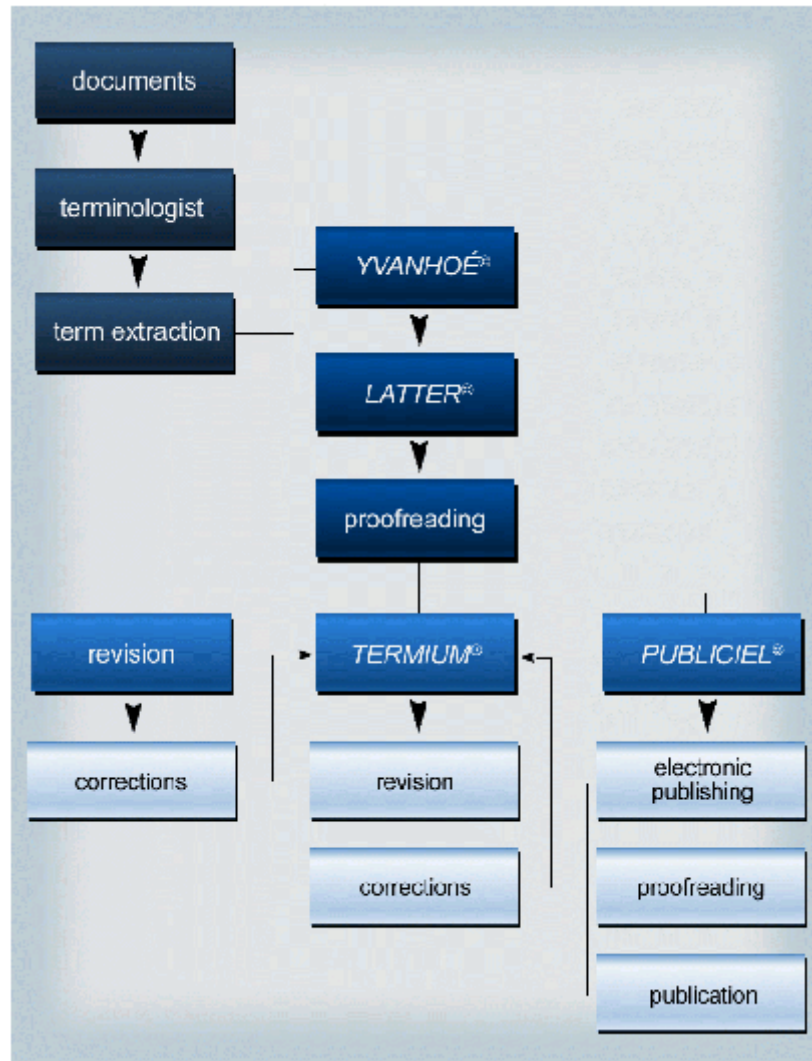 documents
terminologist
term extraction
YVANHOÉ®
LATTER®
proofreading
revision
corrections
TERMIUM®
revision
corrections
PUBLICIEL®
electronic
publishing
proofreading
publication